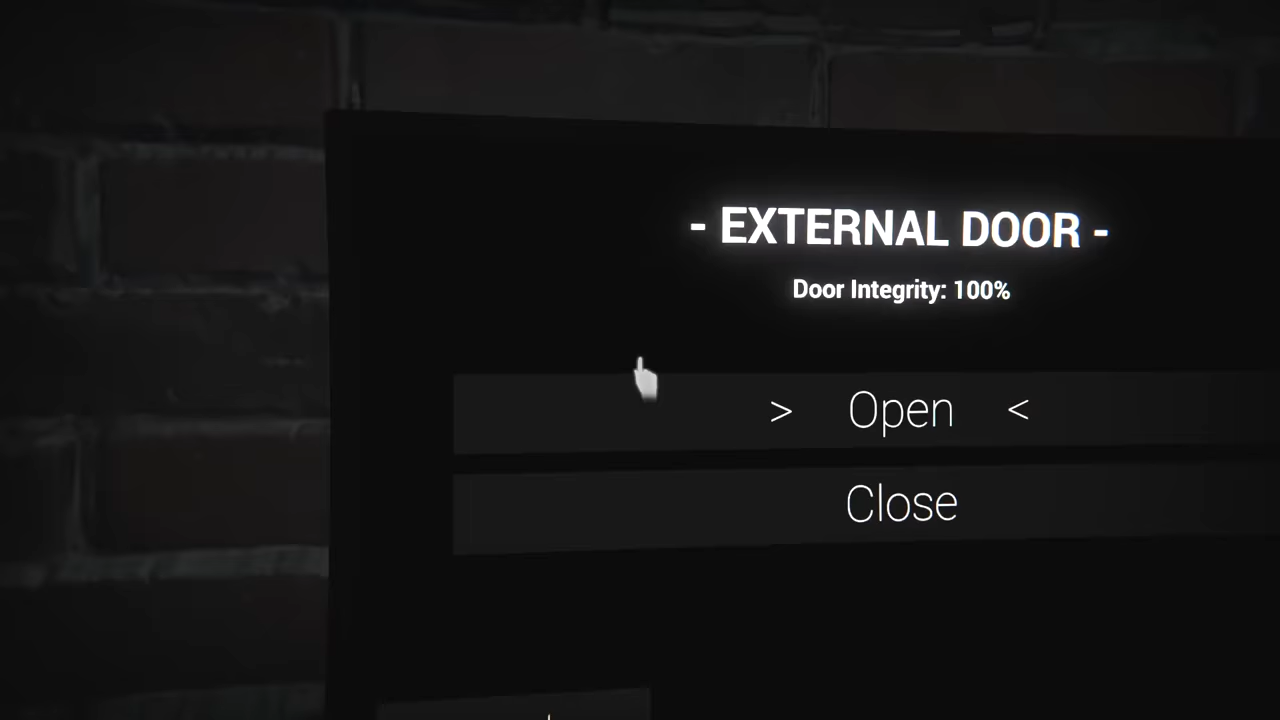 - EXTERNAL DOOR -
Door Integrity: 100%
> Open <
Close